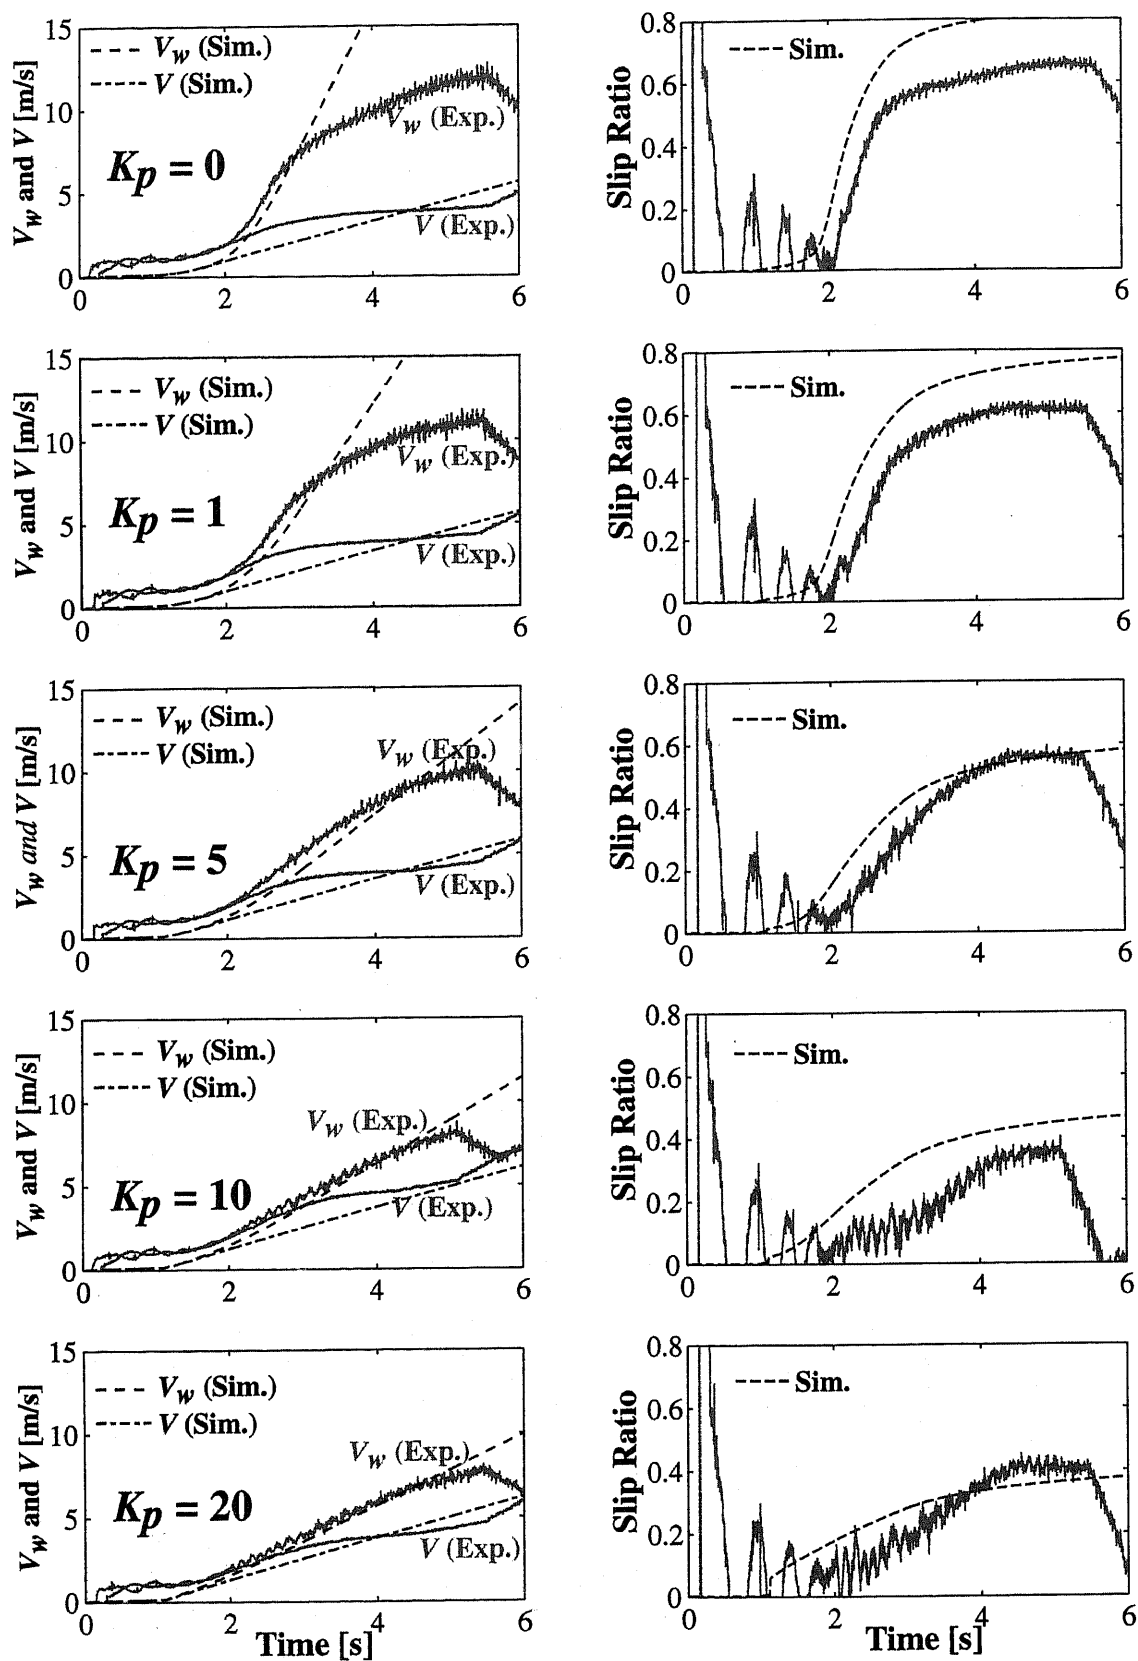 15
10
5
0
V_w and V [m/s]
V_w (Sim.)
V (Sim.)
V_w (Exp.)
K_p = 0
V (Exp.)
0 2 4 6
0.8
0.6
0.4
0.2
0
Slip Ratio
Sim.
0 2 4 6
15
10
5
0
V_w and V [m/s]
V_w (Sim.)
V (Sim.)
V_w (Exp.)
K_p = 1
V (Exp.)
0 2 4 6
0.8
0.6
0.4
0.2
0
Slip Ratio
Sim.
0 2 4 6
15
10
5
0
V_w and V [m/s]
V_w (Sim.)
V (Sim.)
V_w (Exp.)
K_p = 5
V (Exp.)
0 2 4 6
0.8
0.6
0.4
0.2
0
Slip Ratio
Sim.
0 2 4 6
15
10
5
0
V_w and V [m/s]
V_w (Sim.)
V (Sim.)
V_w (Exp.)
K_p = 10
V (Exp.)
0 2 4 6
0.8
0.6
0.4
0.2
0
Slip Ratio
Sim.
0 2 4 6
15
10
5
0
V_w and V [m/s]
V_w (Sim.)
V (Sim.)
V_w (Exp.)
K_p = 20
V (Exp.)
0 2 4 6
Time [s]
0.8
0.6
0.4
0.2
0
Slip Ratio
Sim.
0 2 4 6
Time [s]